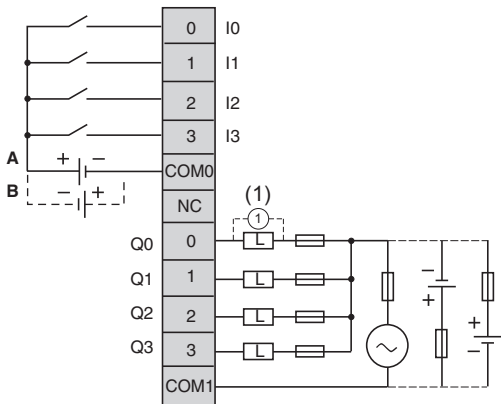 0 I0
1 I1
2 I2
3 I3
A + −
COM0
B − +
NC
(1)
1
Q0 0 L
Q1 1 L
− +
Q2 2 L
+ −
Q3 3 L
COM1